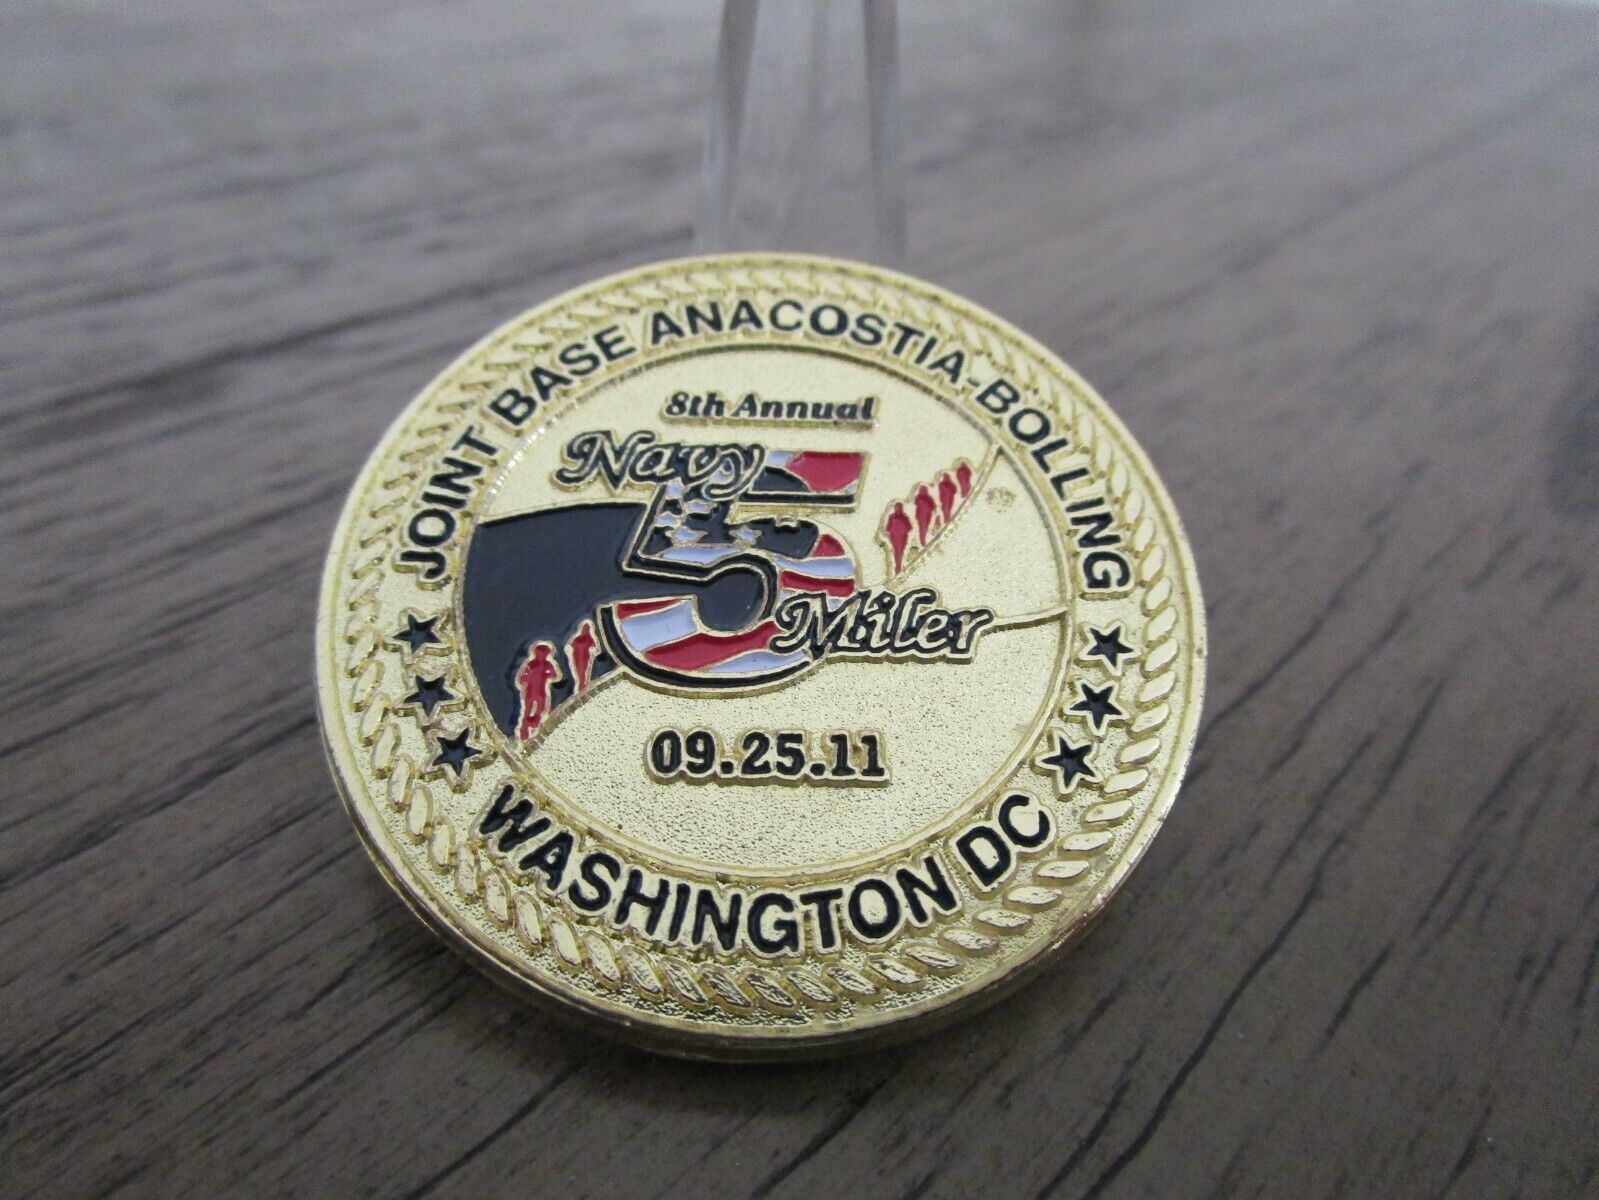 JOINT BASE ANACOSTIA-BOLLING
8th Annual
Navy
5
Miler
09.25.11
WASHINGTON DC